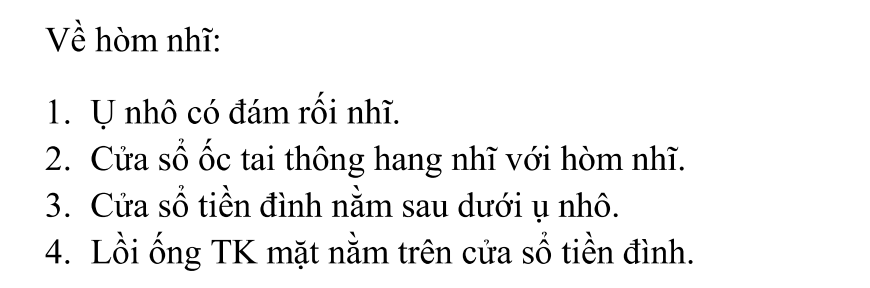 Về hòm nhĩ:
1. Ụ nhô có đám rối nhĩ.
2. Cửa sổ ốc tai thông hang nhĩ với hòm nhĩ.
3. Cửa sổ tiền đình nằm sau dưới ụ nhô.
4. Lồi ống TK mặt nằm trên cửa sổ tiền đình.